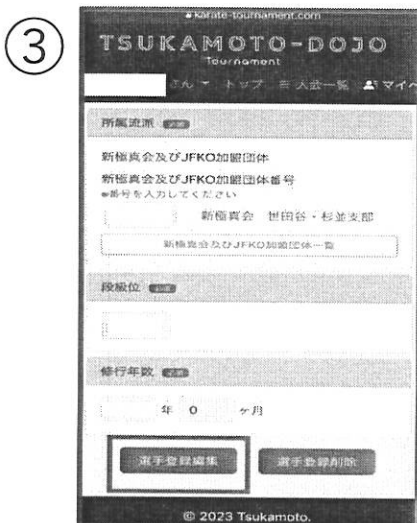 ③
karate-tournament.com
TSUKAMOTO-DOJO
Tournament
さん トップ 大会一覧 マイペ
所属流派 必須
新極真会及びJFKO加盟団体
新極真会及びJFKO加盟団体番号
※番号を入力してください
新極真会 世田谷・杉並支部
新極真会及びJFKO加盟団体一覧
段級位 必須
修行年数 必須
年 0 ヶ月
選手登録編集 選手登録削除
© 2023 Tsukamoto.